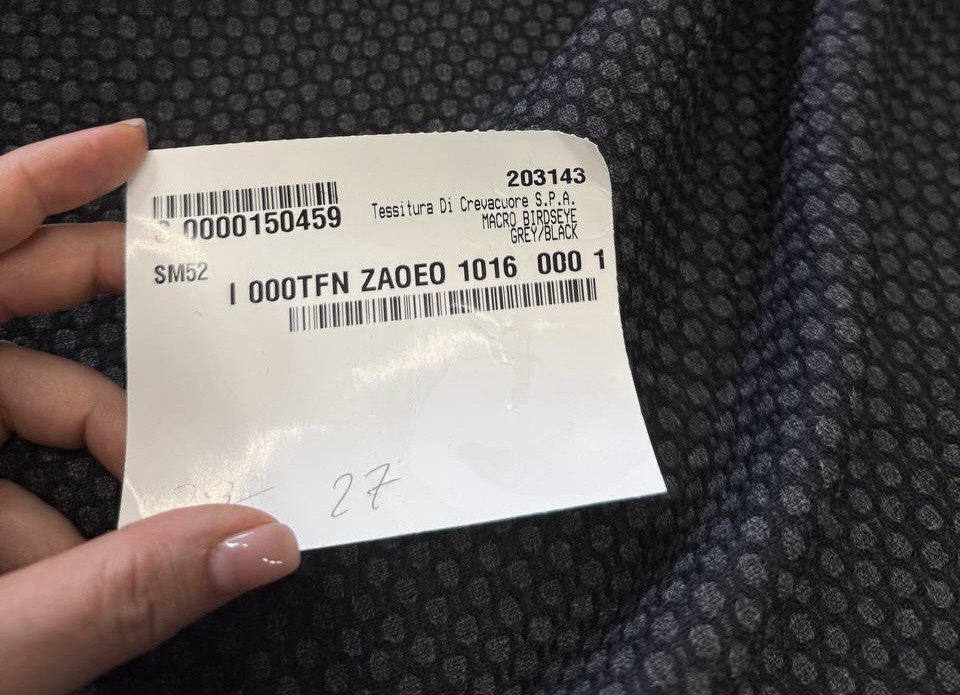 203143
0000150459
Tessitura Di Crevacuore S.P.A.
MACRO BIRDSEYE
GREY/BLACK
SM52
I 000TFN ZAOEO 1016 000 1
27